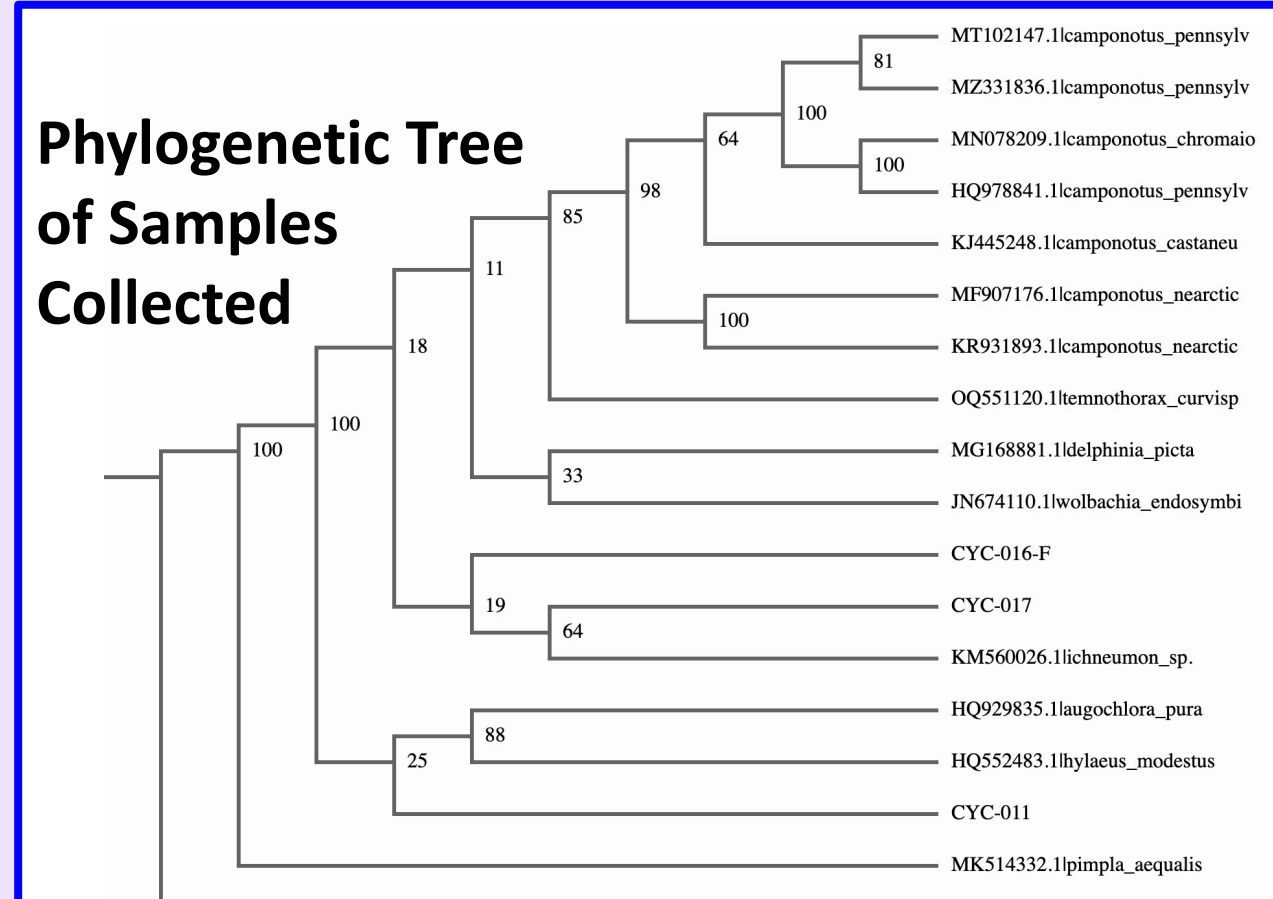 Phylogenetic Tree
of Samples
Collected
MT102147.1|camponotus_pennsylv
81
MZ331836.1|camponotus_pennsylv
100
MN078209.1|camponotus_chromaio
64
100
HQ978841.1|camponotus_pennsylv
98
85
KJ445248.1|camponotus_castaneu
11
MF907176.1|camponotus_nearctic
100
KR931893.1|camponotus_nearctic
18
OQ551120.1|temnothorax_curvisp
100
MG168881.1|delphinia_picta
100
33
JN674110.1|wolbachia_endosymbi
CYC-016-F
19
CYC-017
64
KM560026.1|ichneumon_sp.
HQ929835.1|augochlora_pura
88
25
HQ552483.1|hylaeus_modestus
CYC-011
MK514332.1|pimpla_aequalis